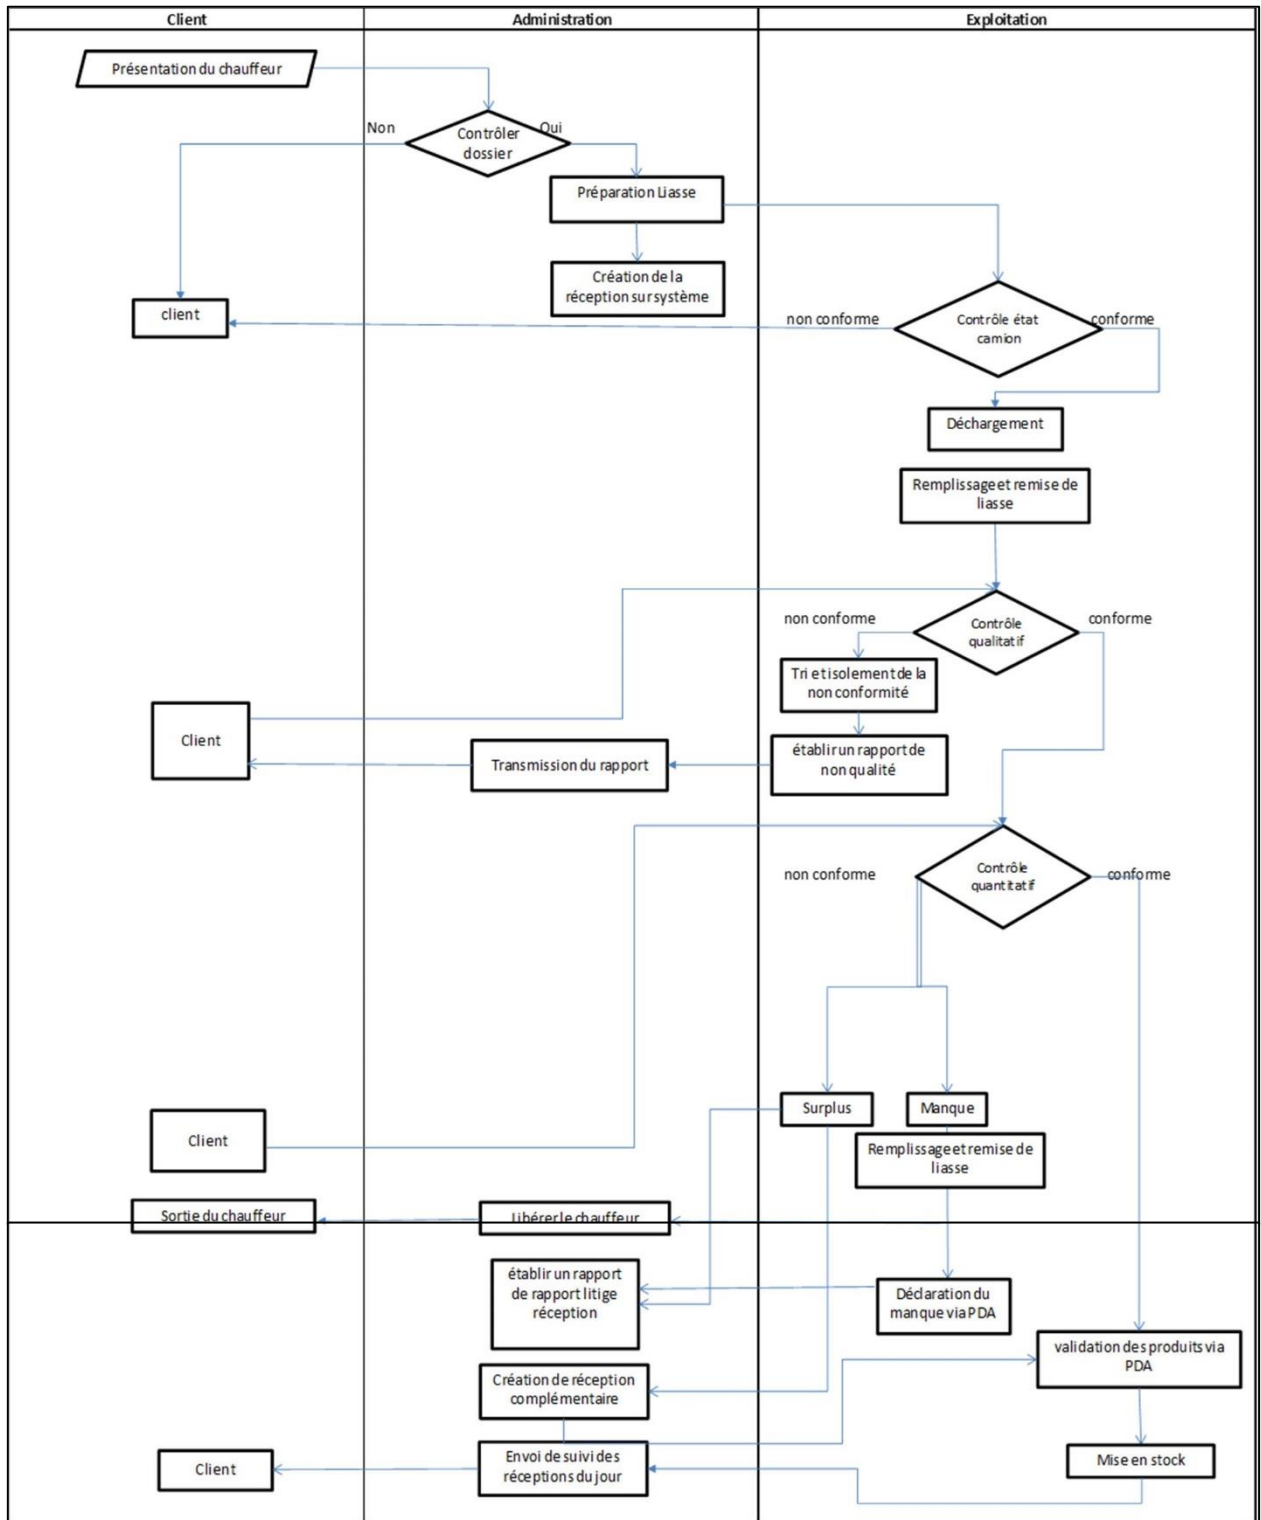 Client
Administration
Exploitation
Présentation du chauffeur
Non
Contrôler
dossier
Oui
Préparation Liasse
Création de la
réception sur système
client
non conforme
Contrôle état
camion
conforme
Déchargement
Remplissage et remise de
liasse
non conforme
Contrôle
qualitatif
conforme
Tri et isolement de la
non conformité
Client
Transmission du rapport
établir un rapport de
non qualité
non conforme
Contrôle
quantitatif
conforme
Surplus
Manque
Client
Remplissage et remise de
liasse
Sortie du chauffeur
Libérer le chauffeur
établir un rapport
de rapport litige
réception
Déclaration du
manque via PDA
validation des produits via
PDA
Création de réception
complémentaire
Client
Envoi de suivi des
réceptions du jour
Mise en stock